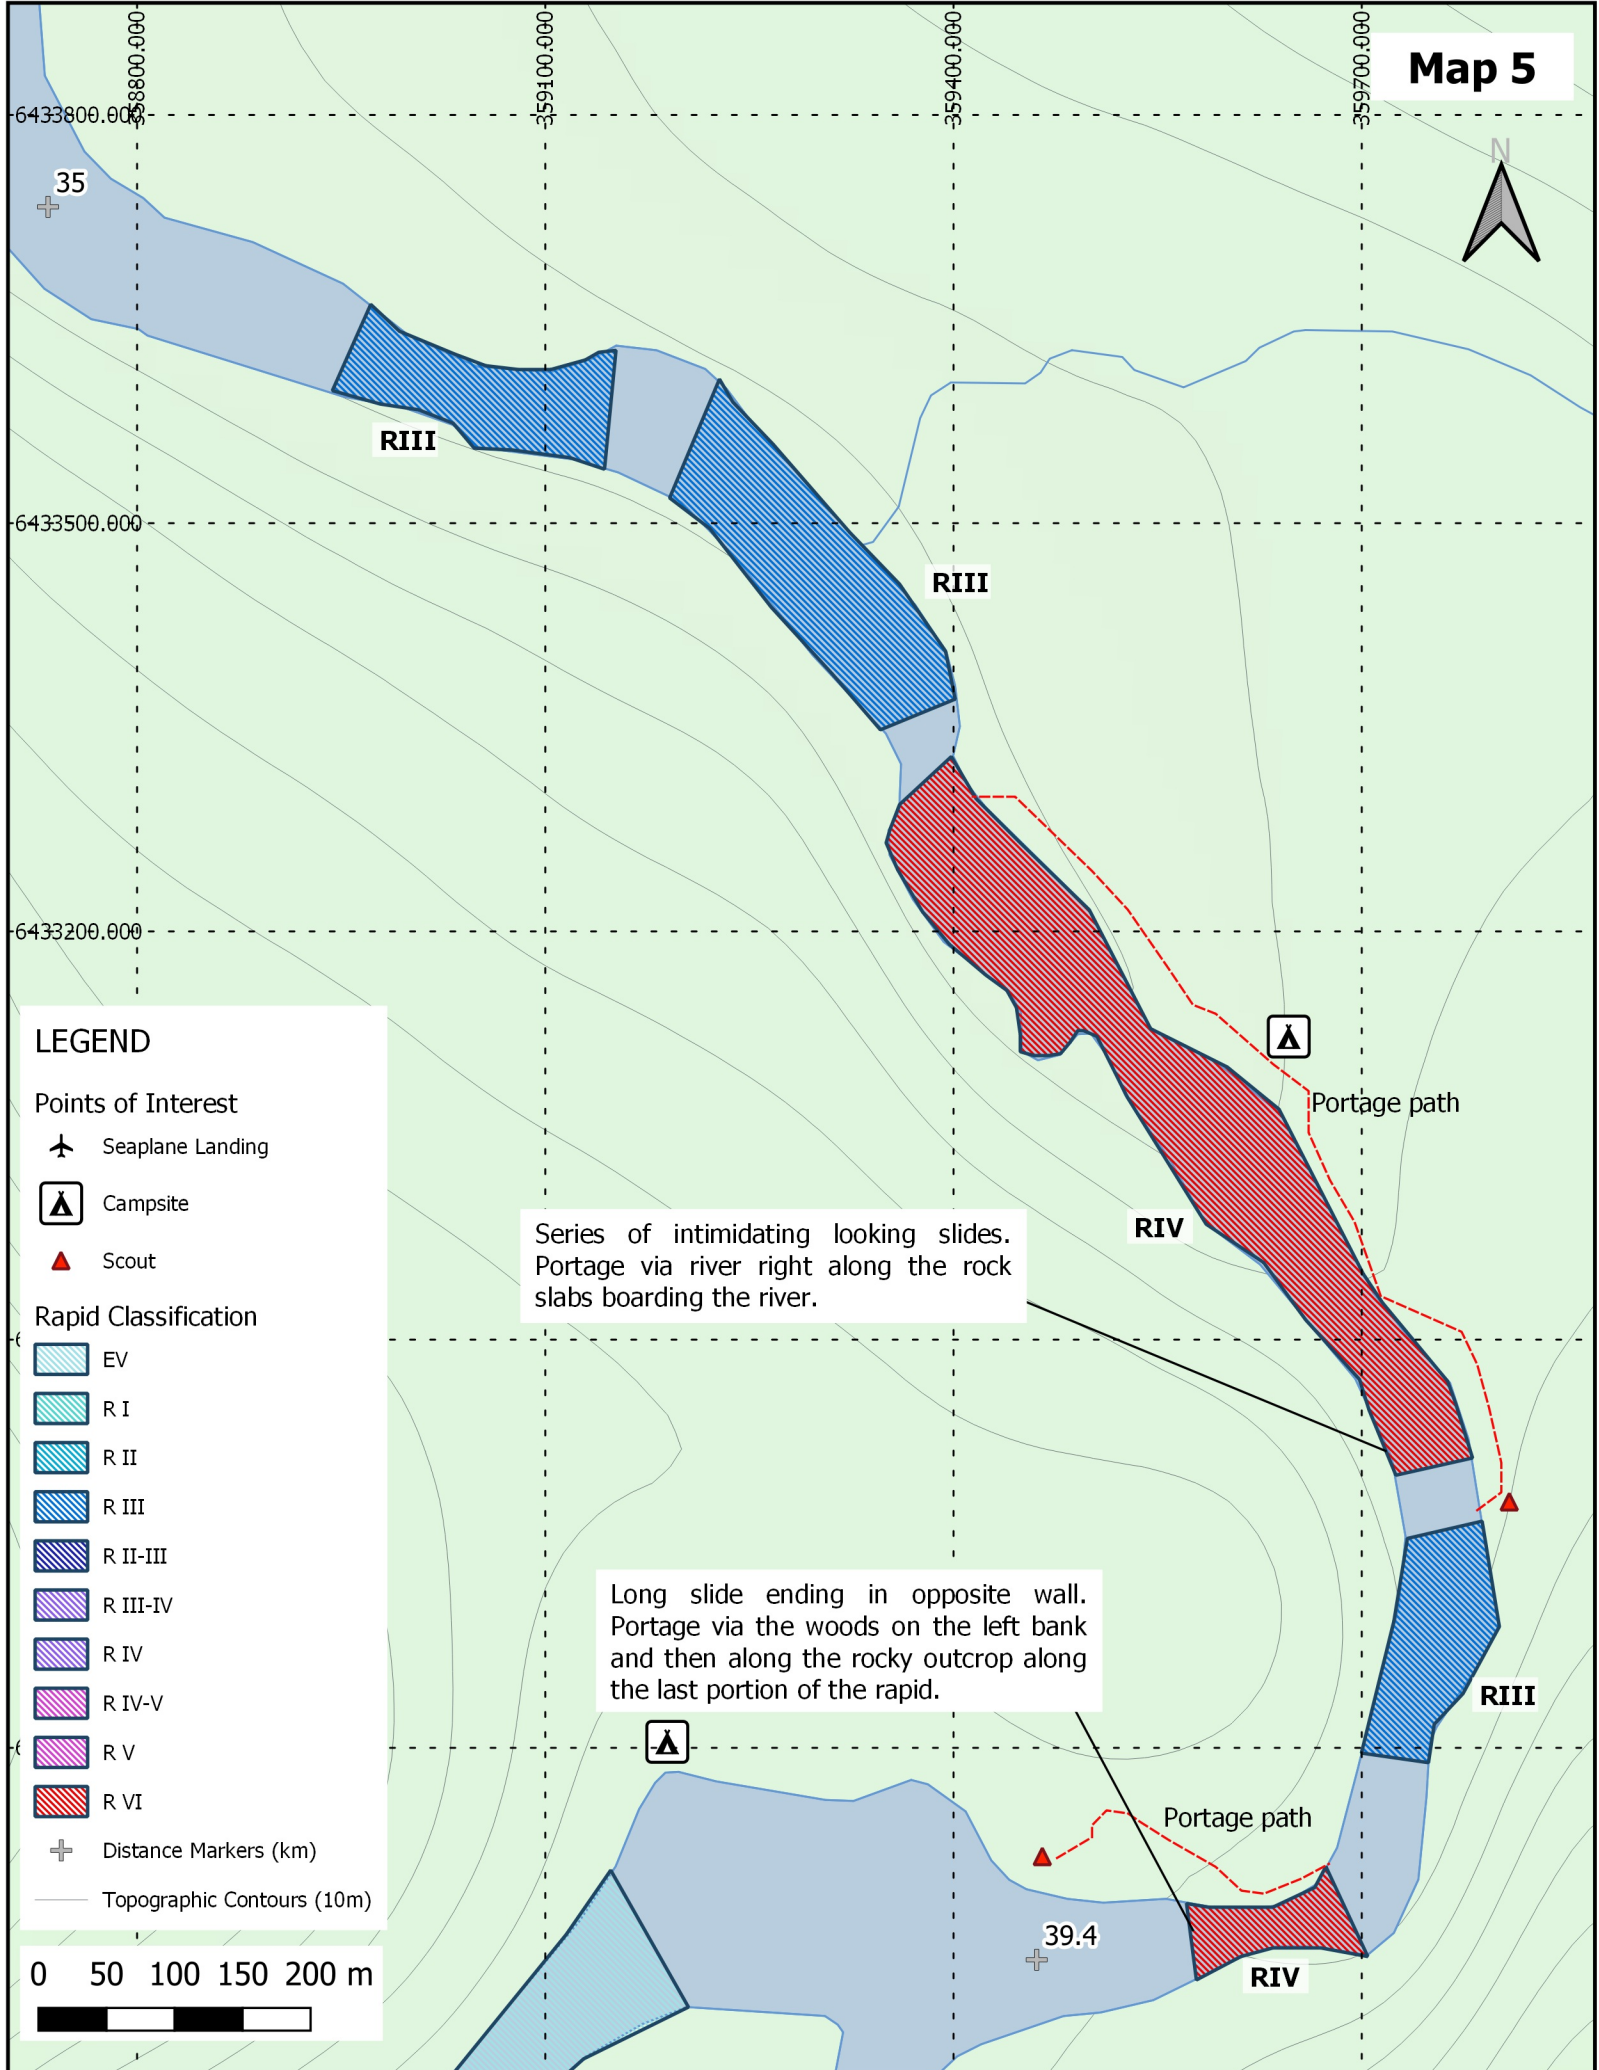 358800.000
359100.000
359400.000
359700.000
Map 5
6433800.000
N
35
RIII
6433500.000
RIII
6433200.000
LEGEND
Points of Interest
Seaplane Landing
Campsite
Scout
Rapid Classification
EV
R I
R II
R III
R II-III
R III-IV
R IV
R IV-V
R V
R VI
Distance Markers (km)
Topographic Contours (10m)
0 50 100 150 200 m
Portage path
RIV
Series of intimidating looking slides.
Portage via river right along the rock
slabs boarding the river.
Long slide ending in opposite wall.
Portage via the woods on the left bank
and then along the rocky outcrop along
the last portion of the rapid.
RIII
Portage path
39.4
RIV